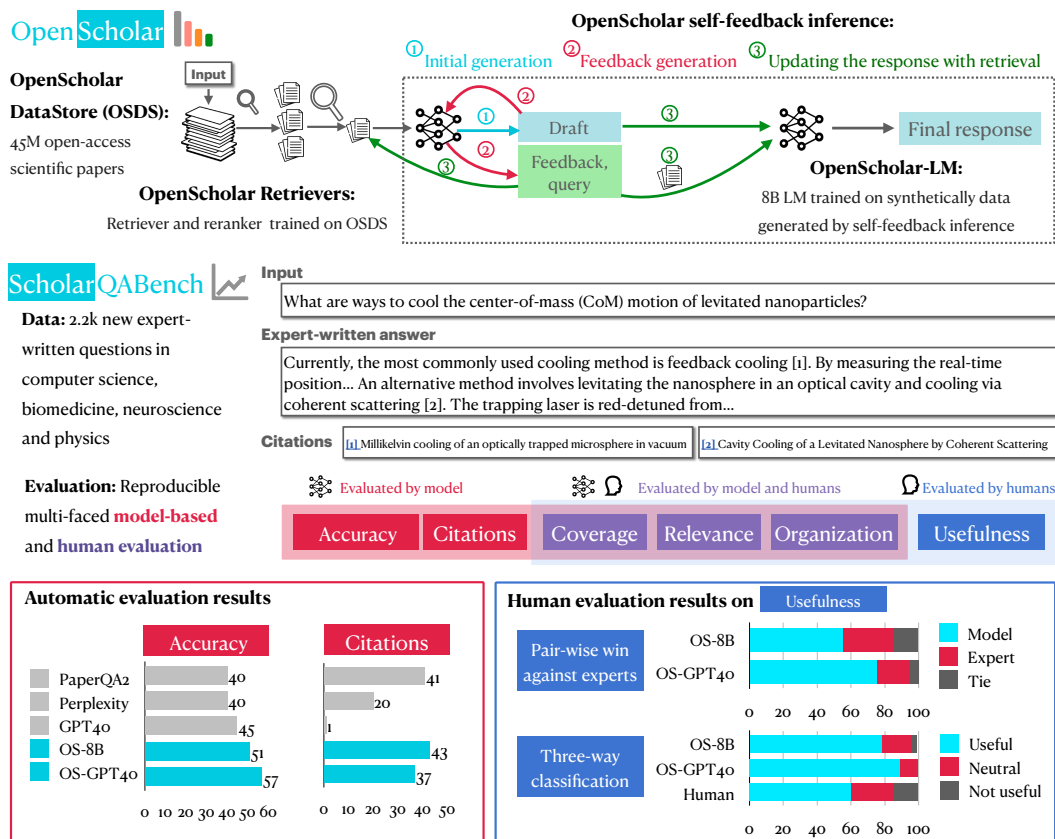 Open Scholar
OpenScholar self-feedback inference:
① Initial generation ② Feedback generation ③ Updating the response with retrieval
OpenScholar
DataStore (OSDS):
45M open-access
scientific papers
Input
OpenScholar Retrievers:
Retriever and reranker trained on OSDS
②
①
②
③
Draft
Feedback,
query
③
③
Final response
OpenScholar-LM:
8B LM trained on synthetically data
generated by self-feedback inference
ScholarQABench
Data: 2.2k new expert-
written questions in
computer science,
biomedicine, neuroscience
and physics
Input
What are ways to cool the center-of-mass (CoM) motion of levitated nanoparticles?
Expert-written answer
Currently, the most commonly used cooling method is feedback cooling [1]. By measuring the real-time
position... An alternative method involves levitating the nanosphere in an optical cavity and cooling via
coherent scattering [2]. The trapping laser is red-detuned from...
Citations
[1] Millikelvin cooling of an optically trapped microsphere in vacuum
[2] Cavity Cooling of a Levitated Nanosphere by Coherent Scattering
Evaluation: Reproducible
multi-faced model-based
and human evaluation
Evaluated by model
Evaluated by model and humans
Evaluated by humans
Accuracy
Citations
Coverage
Relevance
Organization
Usefulness
Automatic evaluation results
Accuracy
Citations
PaperQA2
Perplexity
GPT40
OS-8B
OS-GPT40
40
40
45
51
57
0 10 20 30 40 50 60
41
20
1
43
37
0 10 20 30 40 50
Human evaluation results on Usefulness
Pair-wise win
against experts
OS-8B
OS-GPT40
0 20 40 60 80 100
Model
Expert
Tie
Three-way
classification
OS-8B
OS-GPT40
Human
0 20 40 60 80 100
Useful
Neutral
Not useful